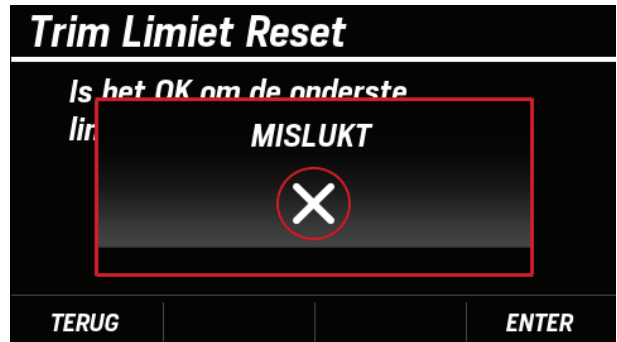 Trim Limiet Reset
Is het OK om de onderste
MISLUKT
TERUG
ENTER